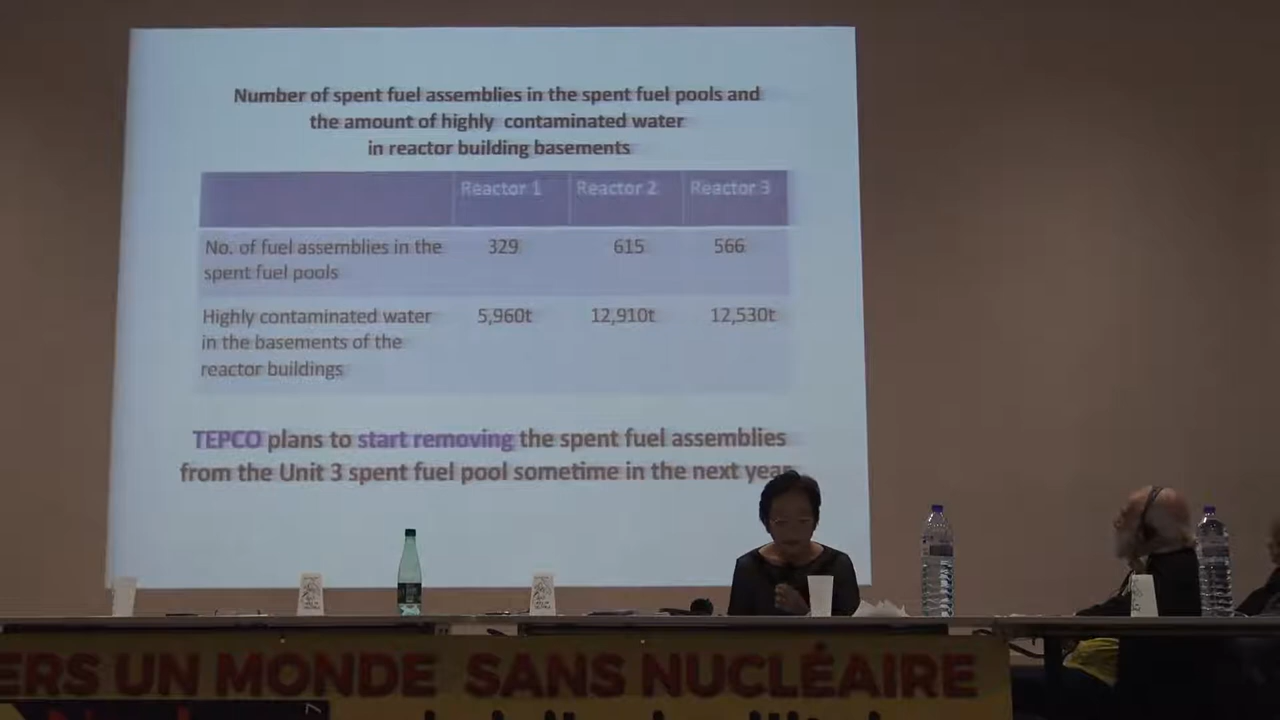 Number of spent fuel assemblies in the spent fuel pools and
the amount of highly contaminated water
in reactor building basements
Reactor 1 Reactor 2 Reactor 3
No. of fuel assemblies in the
spent fuel pools
329 615 566
Highly contaminated water
in the basements of the
reactor buildings
5,960t 12,910t 12,530t
TEPCO plans to start removing the spent fuel assemblies
from the Unit 3 spent fuel pool sometime in the next year
ERS UN MONDE SANS NUCLÉAIRE